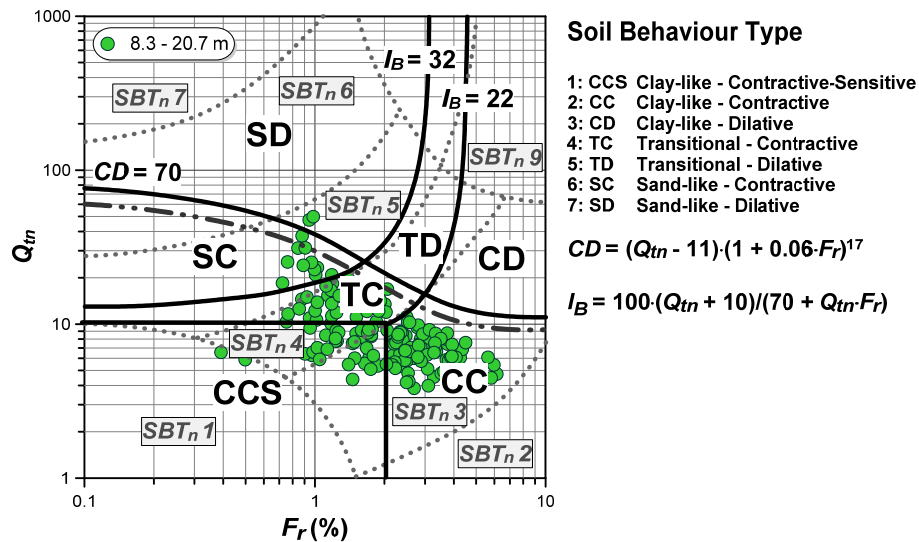 1000
100
10
1
Qtn
0.1
1
10
Fr (%)
8.3 - 20.7 m
IB = 32
IB = 22
SBTn 7
SBTn 6
SD
SBTn 9
CD = 70
SBTn 5
SC
TD
CD
TC
SBTn 4
CCS
CC
SBTn 3
SBTn 1
SBTn 2
Soil Behaviour Type
1: CCS Clay-like - Contractive-Sensitive
2: CC Clay-like - Contractive
3: CD Clay-like - Dilative
4: TC Transitional - Contractive
5: TD Transitional - Dilative
6: SC Sand-like - Contractive
7: SD Sand-like - Dilative
CD = (Qtn - 11)·(1 + 0.06·Fr)¹⁷
IB = 100·(Qtn + 10)/(70 + Qtn·Fr)